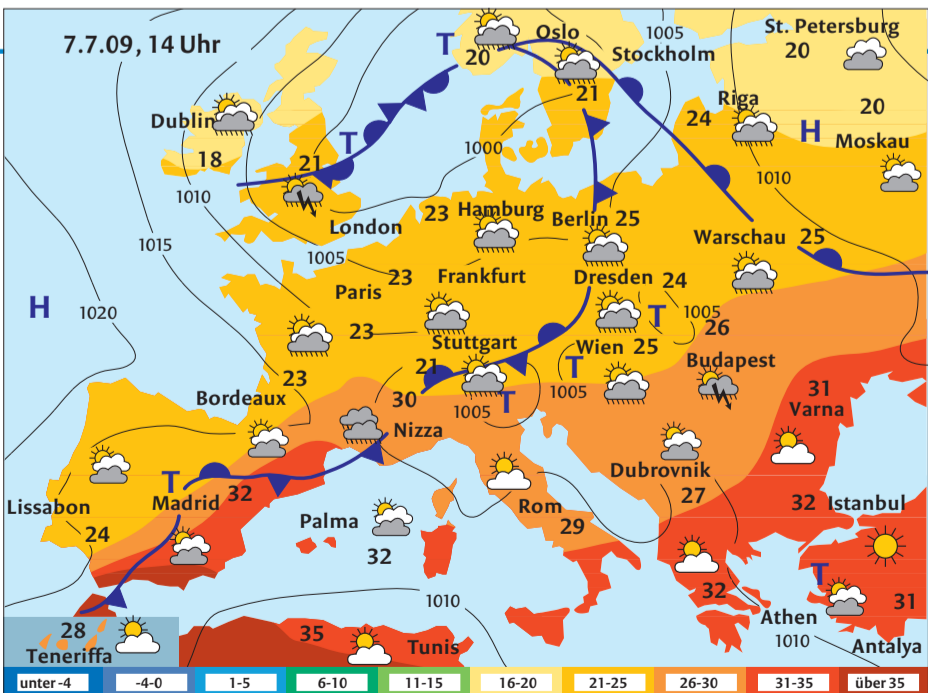 7.7.09, 14 Uhr
T
20
Oslo
1005
Stockholm
St. Petersburg
20
21
Riga
24
20
H
Moskau
Dublin
18
T
21
1000
1010
1010
London
23
Hamburg
Berlin 25
Warschau
25
1015
1005
23
Paris
Frankfurt
Dresden
24
H
1020
T
1005
26
23
Stuttgart
Wien 25
Budapest
21
T
23
Bordeaux
30
1005
T
1005
31
Varna
Nizza
T
32
Madrid
Lissabon
24
Dubrovnik
27
Palma
32
Rom
29
32
Istanbul
T
32
31
1010
Athen
1010
Antalya
28
Teneriffa
35
Tunis
unter -4
-4-0
1-5
6-10
11-15
16-20
21-25
26-30
31-35
über 35